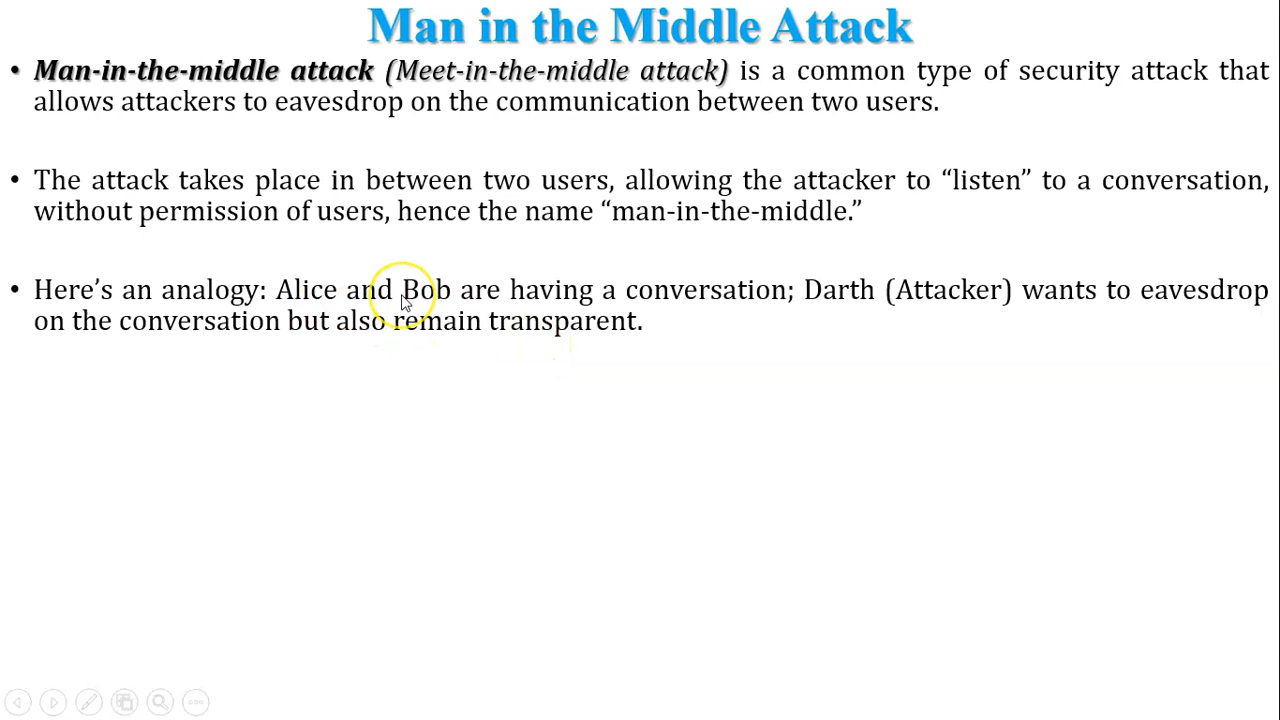 Man in the Middle Attack
• Man-in-the-middle attack (Meet-in-the-middle attack) is a common type of security attack that
allows attackers to eavesdrop on the communication between two users.
• The attack takes place in between two users, allowing the attacker to “listen” to a conversation,
without permission of users, hence the name “man-in-the-middle.”
• Here’s an analogy: Alice and Bob are having a conversation; Darth (Attacker) wants to eavesdrop
on the conversation but also remain transparent.